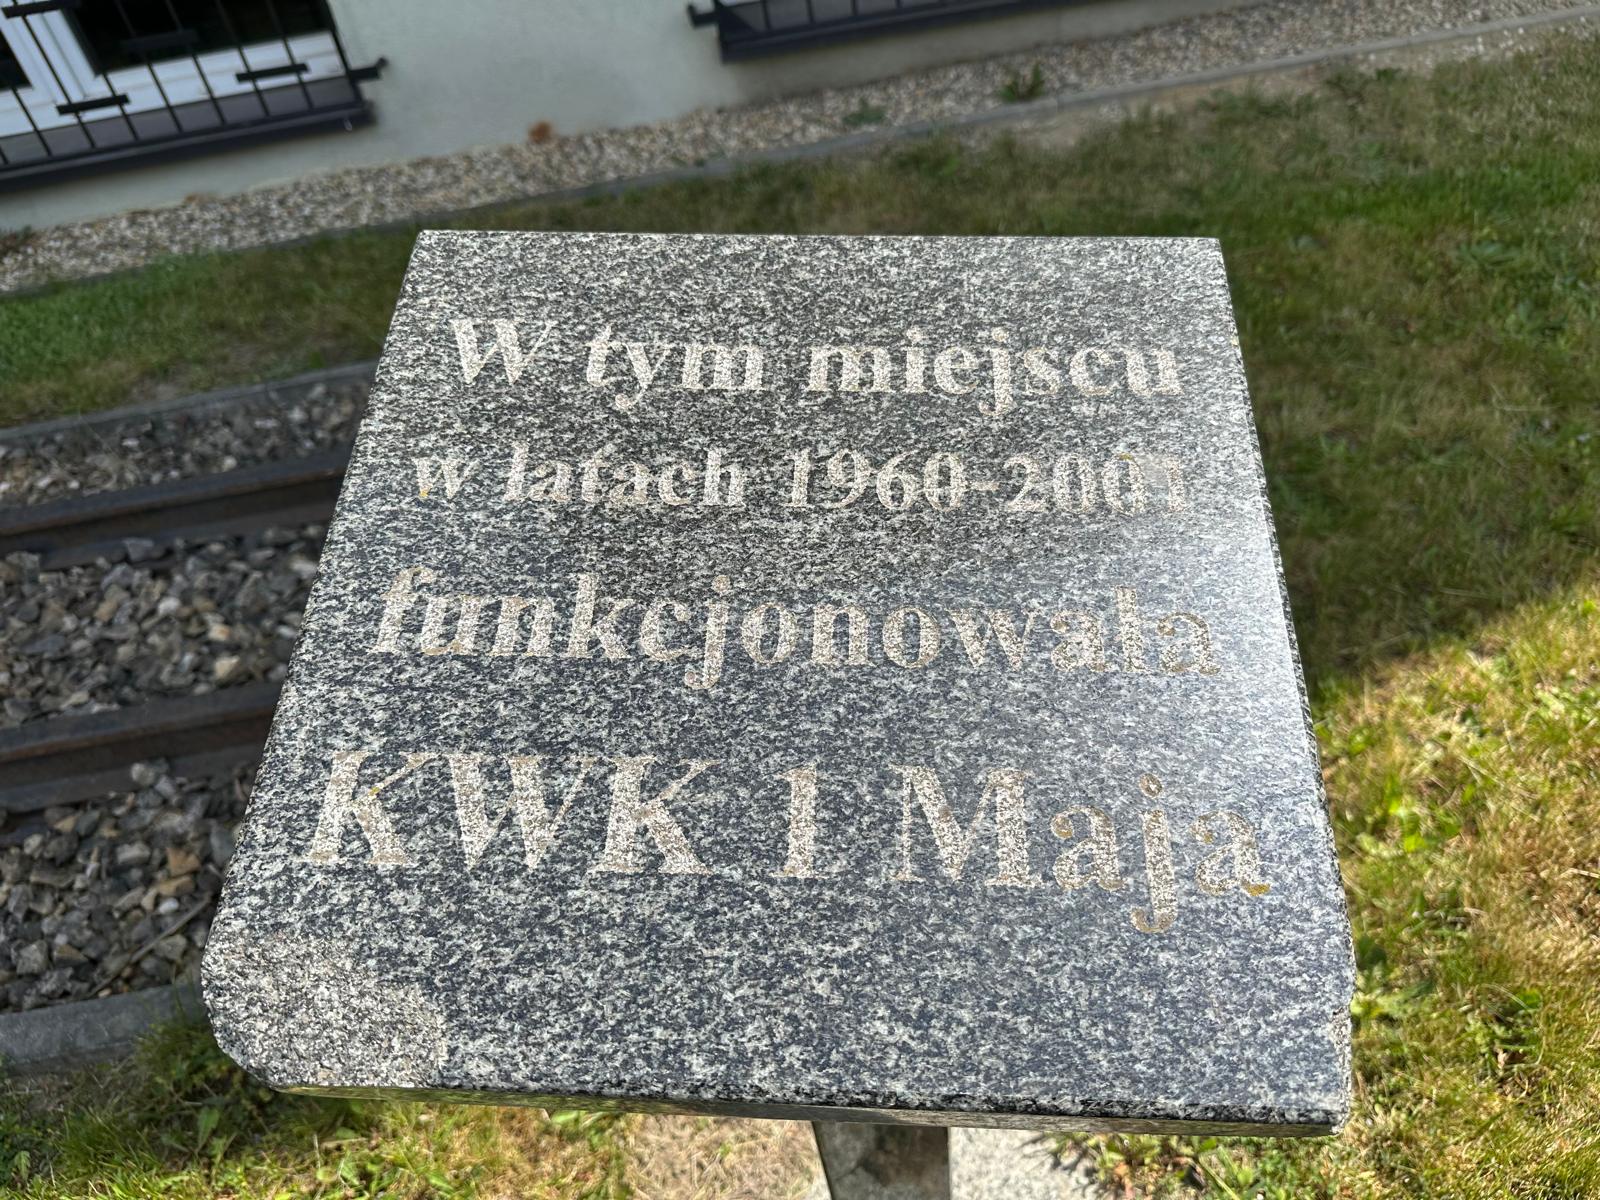 W tym miejscu
w latach 1960-2001
funkcjonowała
KWK 1 Maja